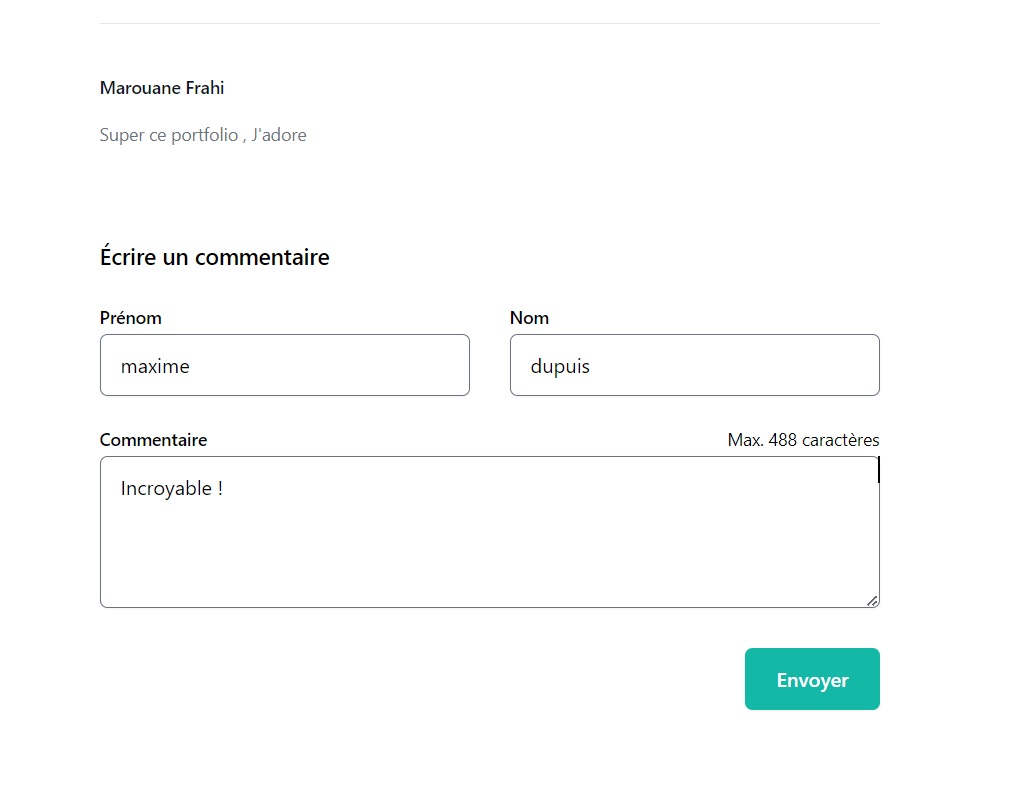 Marouane Frahi
Super ce portfolio , J'adore
Écrire un commentaire
Prénom
Nom
maxime
dupuis
Commentaire
Max. 488 caractères
Incroyable !
Envoyer